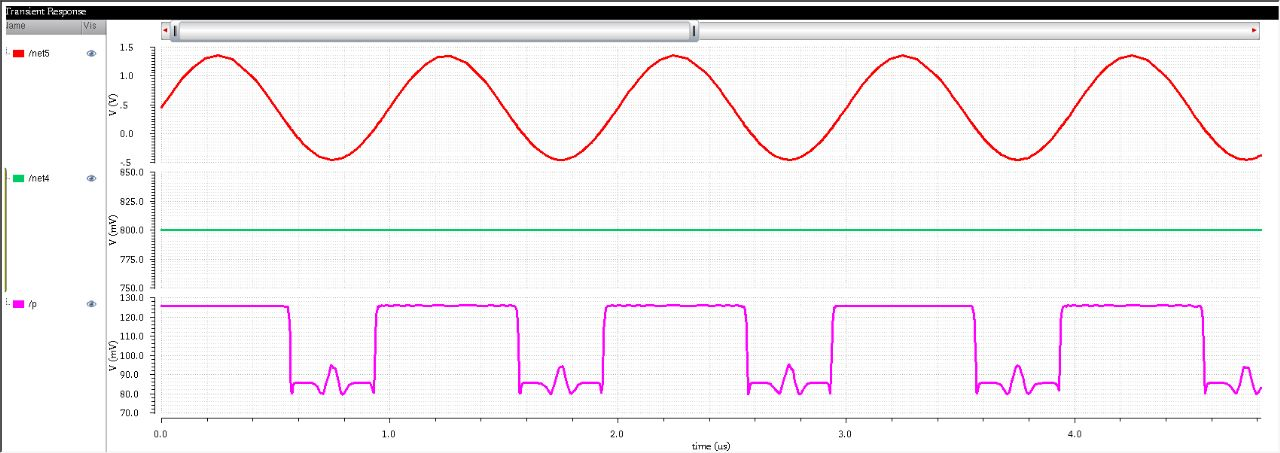 Transient Response
Name Vis
/net5
/net4
/p
1.5
1.0
.5
0.0
-.5
V (V)
850.0
825.0
800.0
775.0
750.0
V (mV)
130.0
120.0
110.0
100.0
90.0
80.0
70.0
V (mV)
0.0 1.0 2.0 3.0 4.0
time (us)